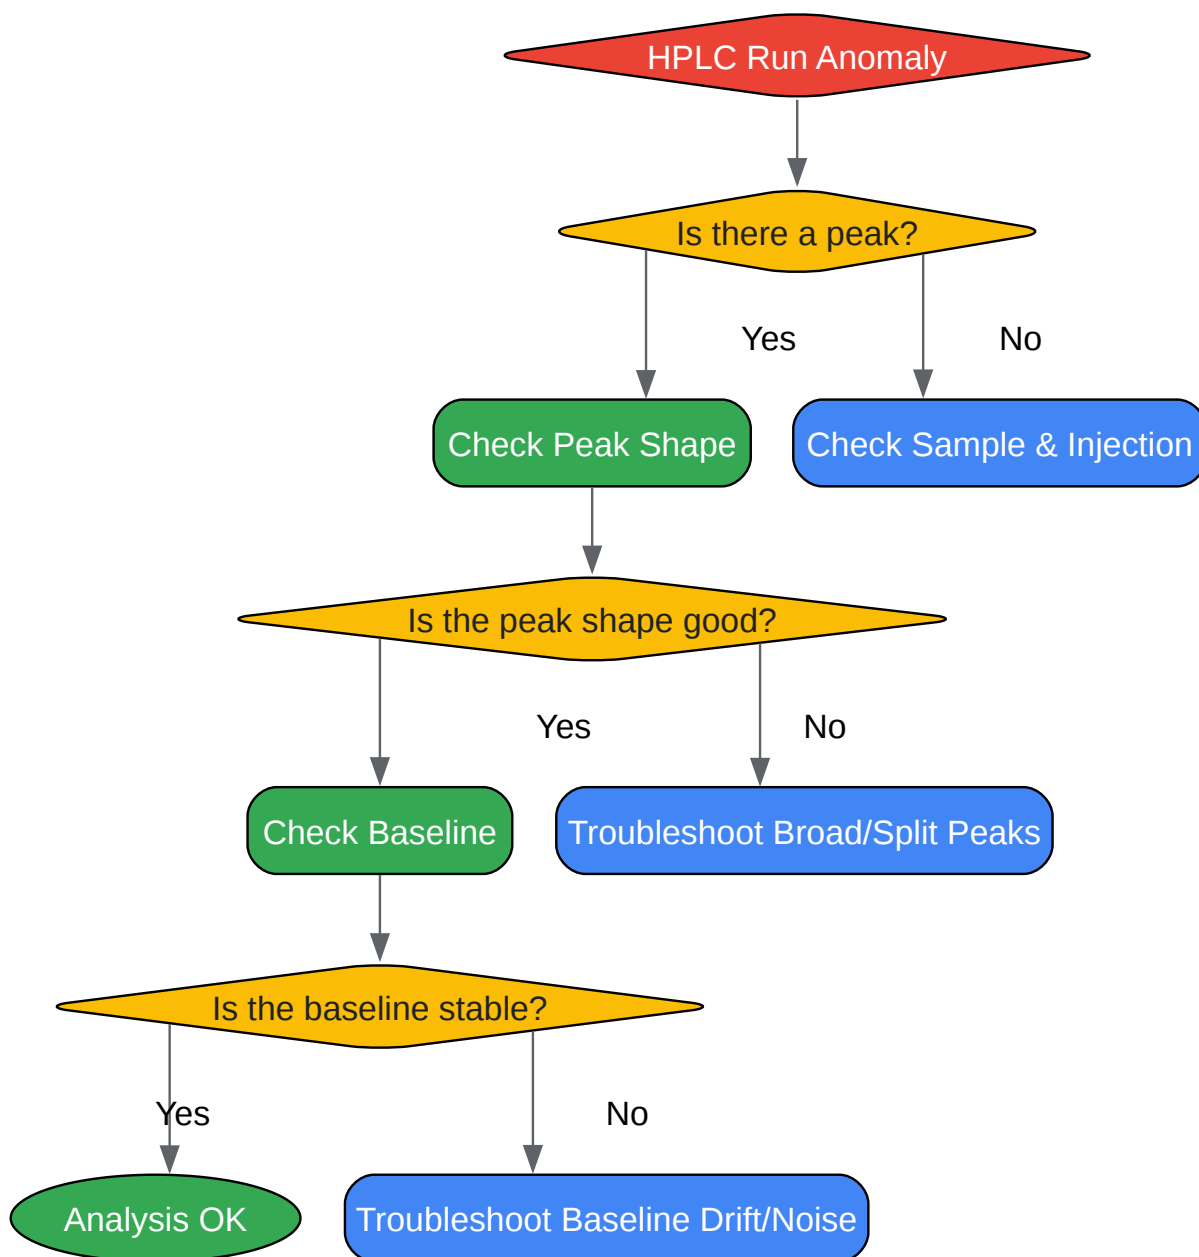 HPLC Run Anomaly
Is there a peak?
Yes
No
Check Peak Shape
Check Sample & Injection
Is the peak shape good?
Yes
No
Check Baseline
Troubleshoot Broad/Split Peaks
Is the baseline stable?
Yes
No
Analysis OK
Troubleshoot Baseline Drift/Noise